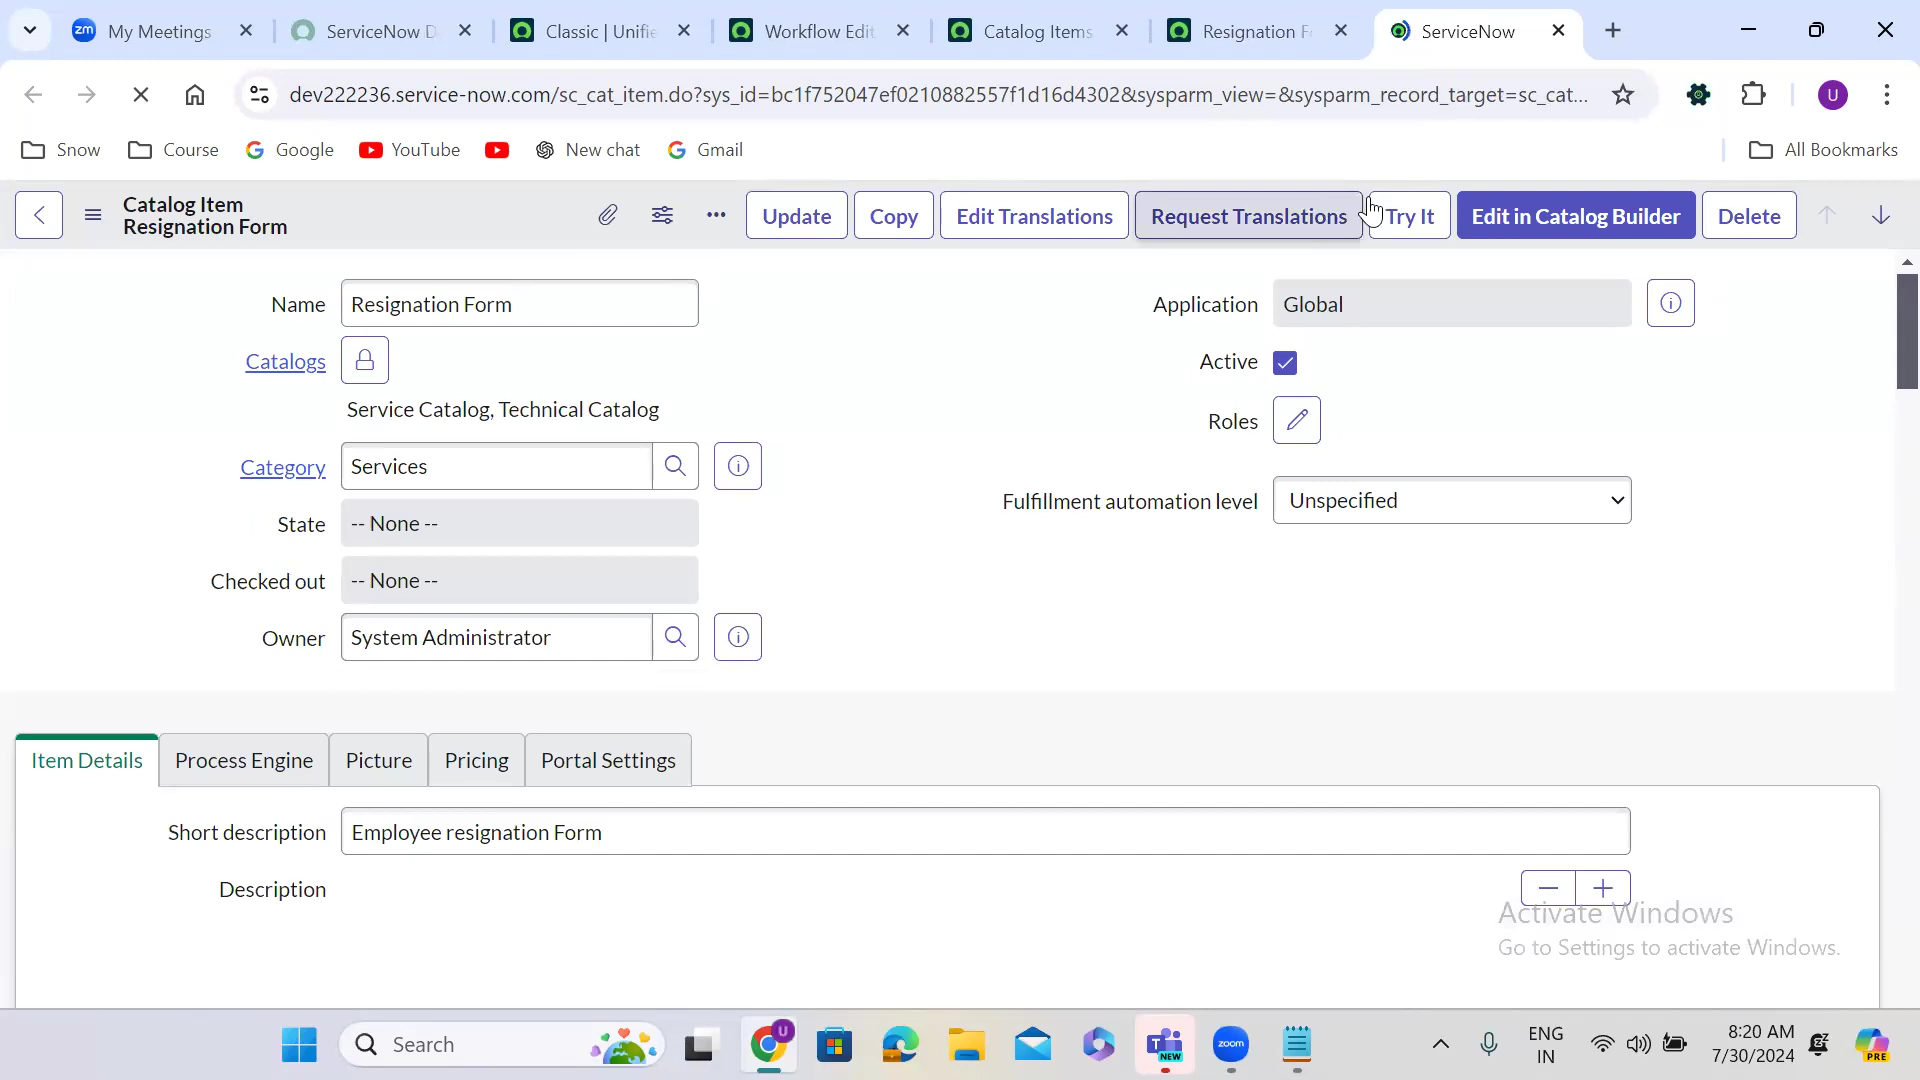 zm My Meetings
ServiceNow D
Classic | Unifie
Workflow Edit
Catalog Items
Resignation F
ServiceNow
dev222236.service-now.com/sc_cat_item.do?sys_id=bc1f752047ef0210882557f1d16d4302&sysparm_view=&sysparm_record_target=sc_cat...
U
Snow
Course
Google
YouTube
New chat
Gmail
All Bookmarks
Catalog Item
Resignation Form
Update
Copy
Edit Translations
Request Translations
Try It
Edit in Catalog Builder
Delete
Name
Resignation Form
Application
Global
Catalogs
Active
Service Catalog, Technical Catalog
Roles
Category
Services
Fulfillment automation level
Unspecified
State
-- None --
Checked out
-- None --
Owner
System Administrator
Item Details
Process Engine
Picture
Pricing
Portal Settings
Short description
Employee resignation Form
Description
Activate Windows
Go to Settings to activate Windows.
Search
U
NEW
zoom
ENG
IN
8:20 AM
7/30/2024
PRE